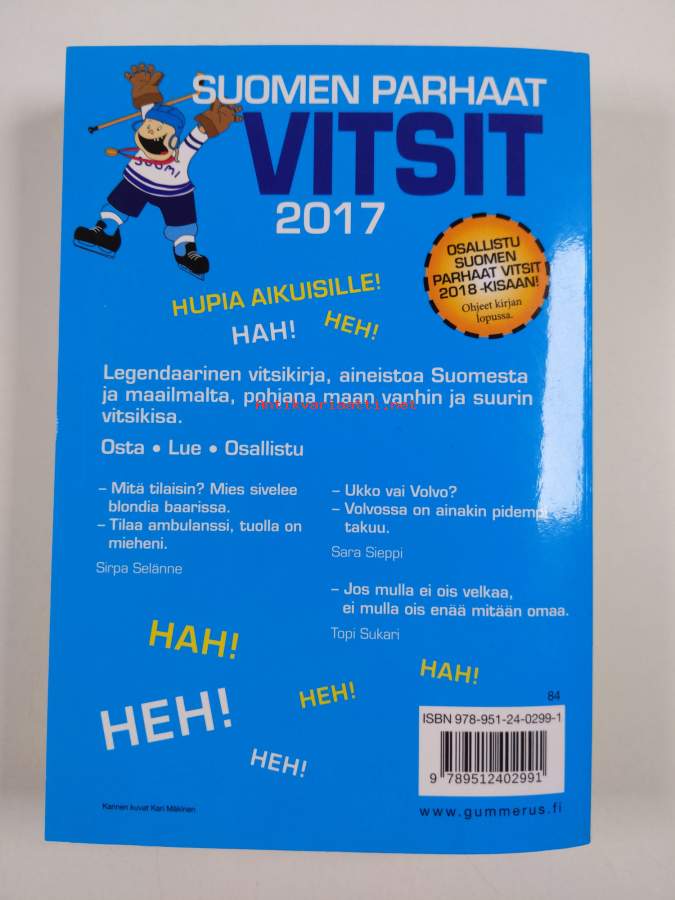 SUOMEN PARHAAT
VITSIT
2017
SUOMI
OSALLISTU
SUOMEN
PARHAAT VITSIT
2018 -KISAAN!
Ohjeet kirjan
lopussa.
HUPIA AIKUISILLE!
HAH!
HEH!
Legendaarinen vitsikirja, aineistoa Suomesta
ja maailmalta, pohjana maan vanhin ja suurin
vitsikisa.
Antikvariaatti.net
Osta • Lue • Osallistu
– Mitä tilaisin? Mies sivelee
blondia baarissa.
– Tilaa ambulanssi, tuolla on
mieheni.
Sirpa Selänne
– Ukko vai Volvo?
– Volvossa on ainakin pidempi
takuu.
Sara Sieppi
– Jos mulla ei ois velkaa,
ei mulla ois enää mitään omaa.
Topi Sukari
HAH!
HEH!
HEH!
HAH!
HEH!
84
ISBN 978-951-24-0299-1
9 789512 402991
www.gummerus.fi
Kannen kuvat Kari Mäkinen